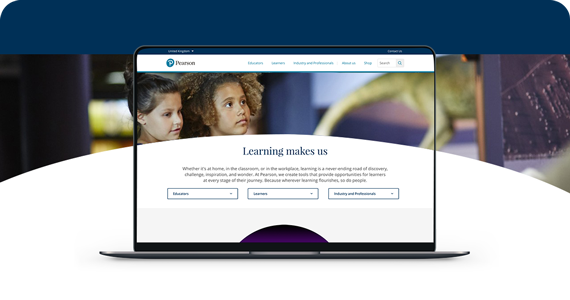 United Kingdom
Contact us
Pearson
Educators Learners Industry and Professionals About us Shop Search
Learning makes us
Whether it's at home, in the classroom, or in the workplace, learning is a never-ending road of discovery,
challenge, inspiration, and wonder. At Pearson, we create tools that provide opportunities for learners
at every stage of their journey. Because wherever learning flourishes, so do people.
Educators Learners Industry and Professionals